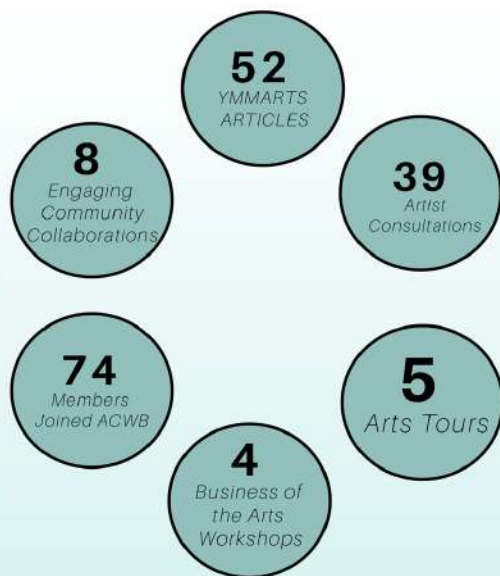 52
YMMARTS
ARTICLES
8
Engaging
Community
Collaborations
39
Artist
Consultations
74
Members
Joined ACWB
5
Arts Tours
4
Business of
the Arts
Workshops